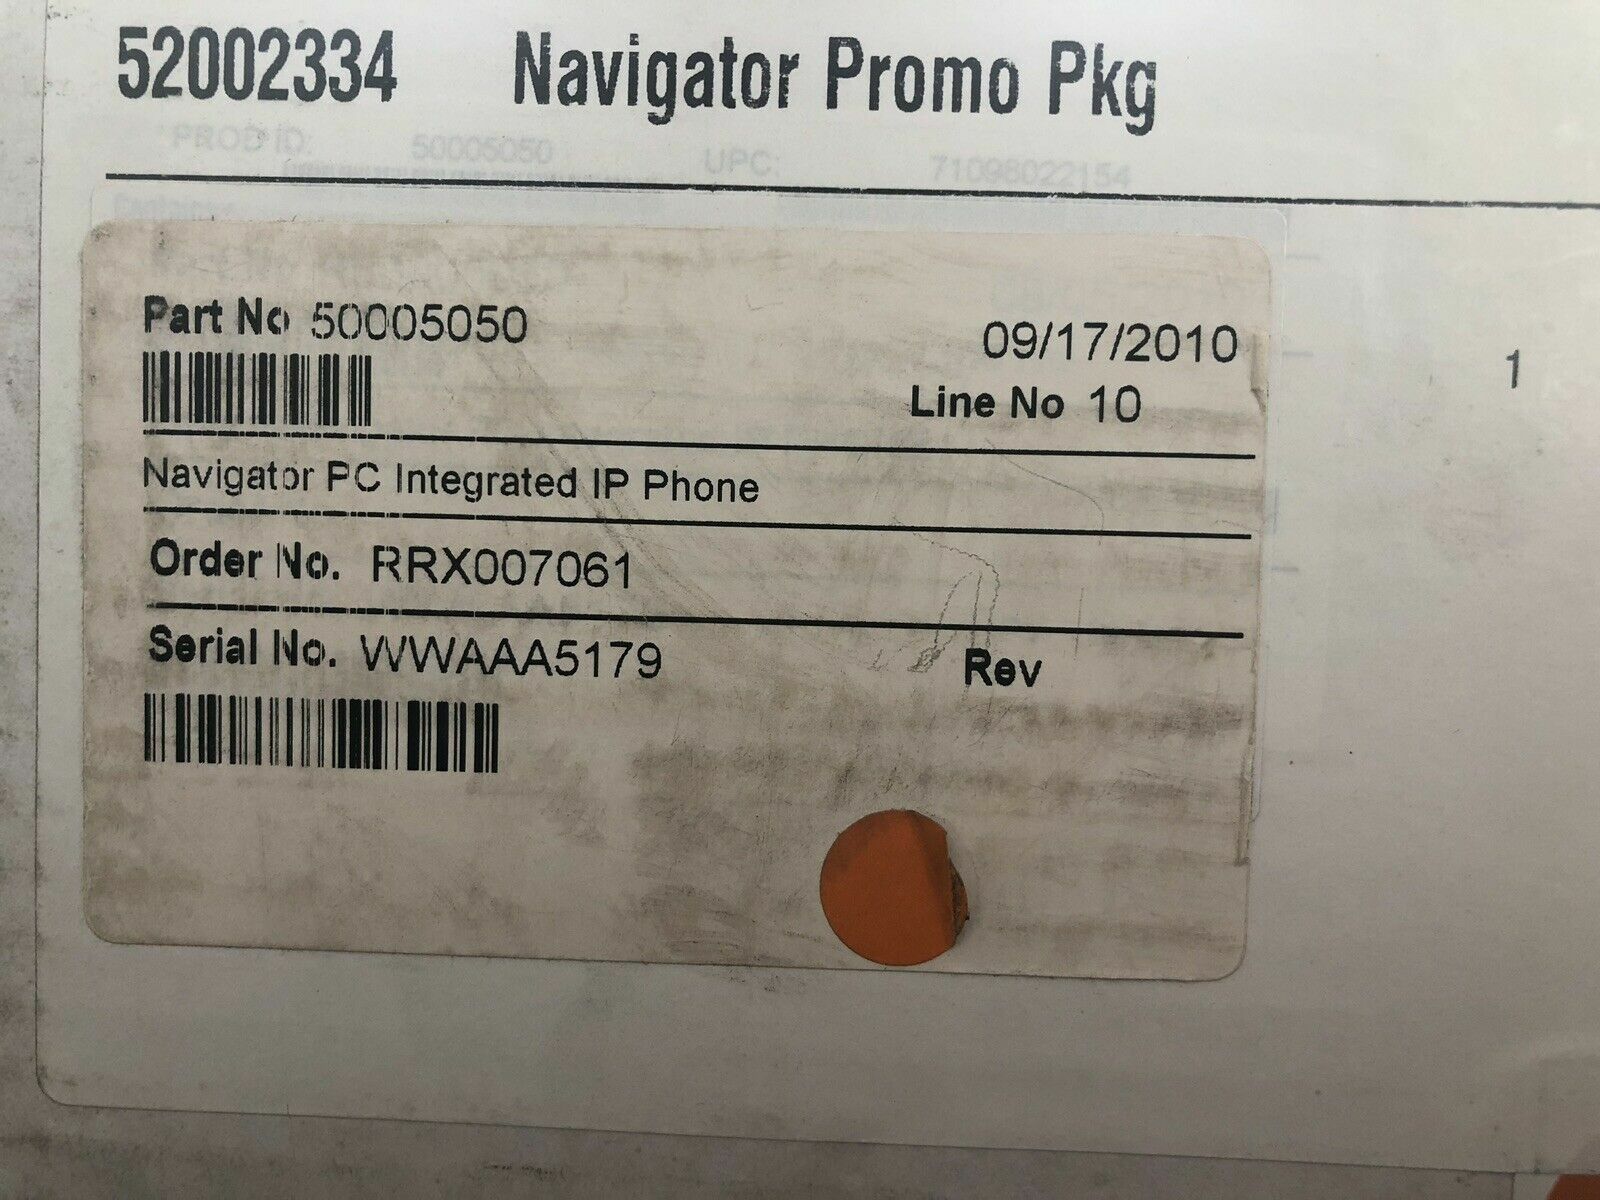 52002334 Navigator Promo Pkg
PROD ID: 50005050 UPC: 71098022154
Part No 50005050
09/17/2010
1
Line No 10
Navigator PC Integrated IP Phone
Order No. RRX007061
Serial No. WWAAA5179 Rev